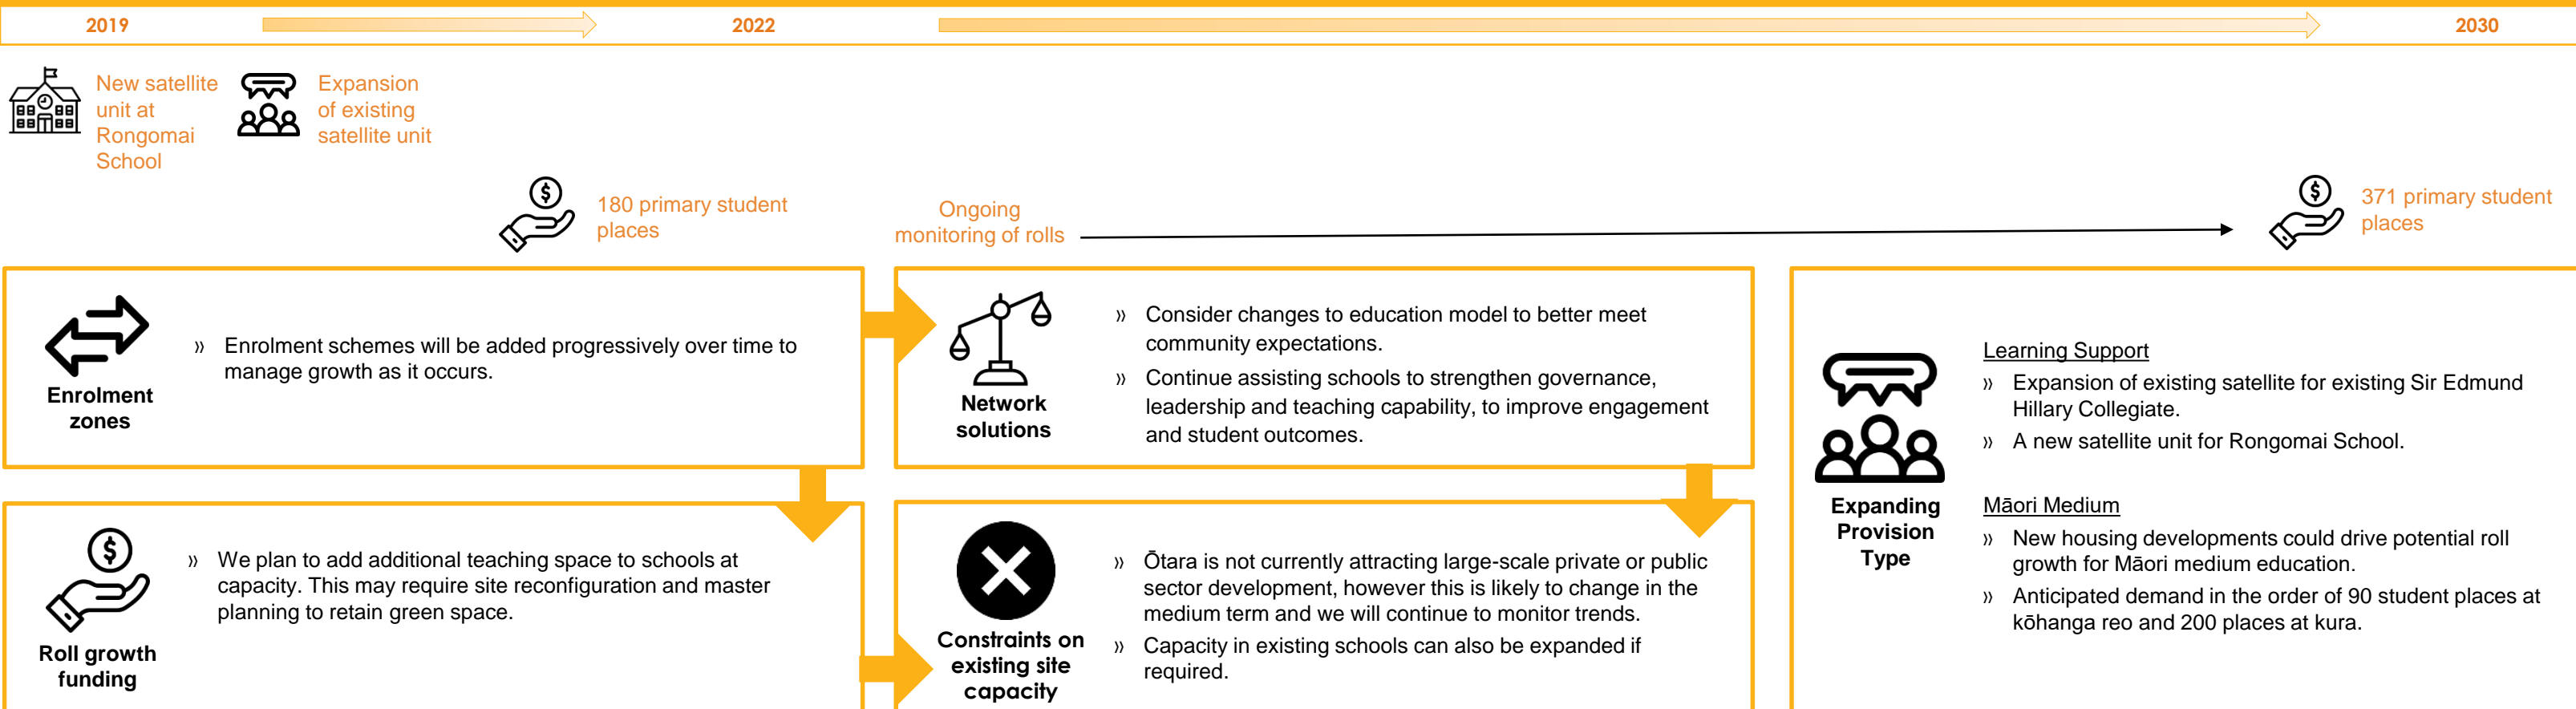 2019
2022
2030
New satellite
unit at
Rongomai
School
Expansion
of existing
satellite unit
180 primary student
places
Ongoing
monitoring of rolls
371 primary student
places
Enrolment
zones
» Enrolment schemes will be added progressively over time to
manage growth as it occurs.
Network
solutions
» Consider changes to education model to better meet
community expectations.
» Continue assisting schools to strengthen governance,
leadership and teaching capability, to improve engagement
and student outcomes.
Roll growth
funding
» We plan to add additional teaching space to schools at
capacity. This may require site reconfiguration and master
planning to retain green space.
Constraints on
existing site
capacity
» Ōtara is not currently attracting large-scale private or public
sector development, however this is likely to change in the
medium term and we will continue to monitor trends.
» Capacity in existing schools can also be expanded if
required.
Expanding
Provision
Type
Learning Support
» Expansion of existing satellite for existing Sir Edmund
Hillary Collegiate.
» A new satellite unit for Rongomai School.
Māori Medium
» New housing developments could drive potential roll
growth for Māori medium education.
» Anticipated demand in the order of 90 student places at
kōhanga reo and 200 places at kura.